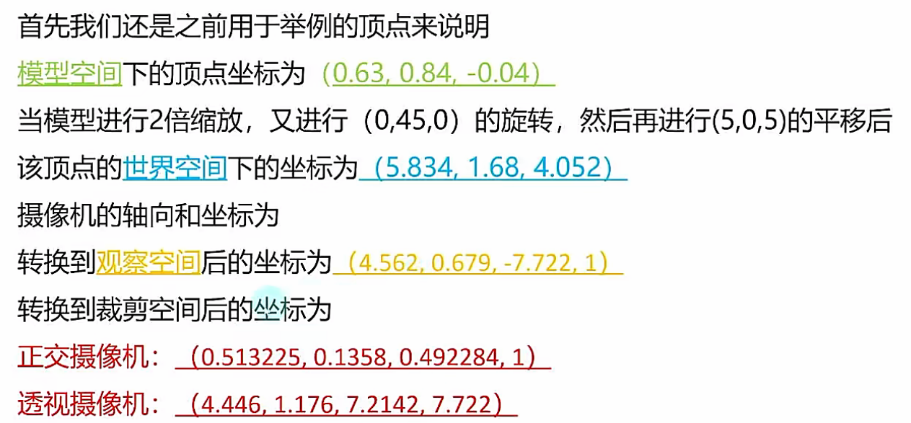 首先我们还是之前用于举例的顶点来说明
模型空间下的顶点坐标为（0.63, 0.84, -0.04）
当模型进行2倍缩放，又进行（0,45,0）的旋转，然后再进行(5,0,5)的平移后
该顶点的世界空间下的坐标为（5.834, 1.68, 4.052）
摄像机的轴向和坐标为
转换到观察空间后的坐标为（4.562, 0.679, -7.722, 1）
转换到裁剪空间后的坐标为
正交摄像机：（0.513225, 0.1358, 0.492284, 1）
透视摄像机：（4.446, 1.176, 7.2142, 7.722）